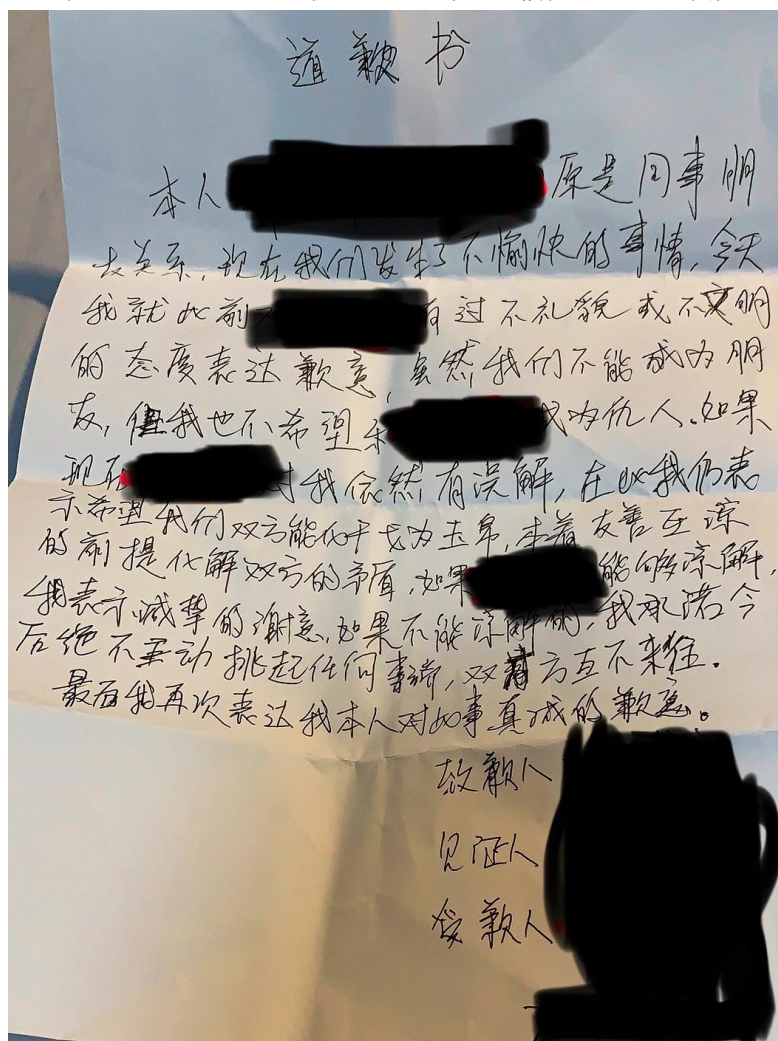 道歉书
本人 原是同事朋
友关系,现在我们发生了不愉快的事情,今天
我就此前对 有过不礼貌或不文明
的态度表达歉意,虽然我们不能成为朋
友,但我也不希望和 成为仇人.如果
现在 对我依然有误解,在此我仍表
示希望我们双方能化干戈为玉帛,本着友善互谅
的前提化解双方的矛盾,如果 能够谅解,
我表示诚挚的谢意,如果不能谅解的,我承诺今
后绝不主动挑起任何事端,双方互不来往.
最后我再次表达我本人对此事真诚的歉意。
致歉人
见证人
受歉人